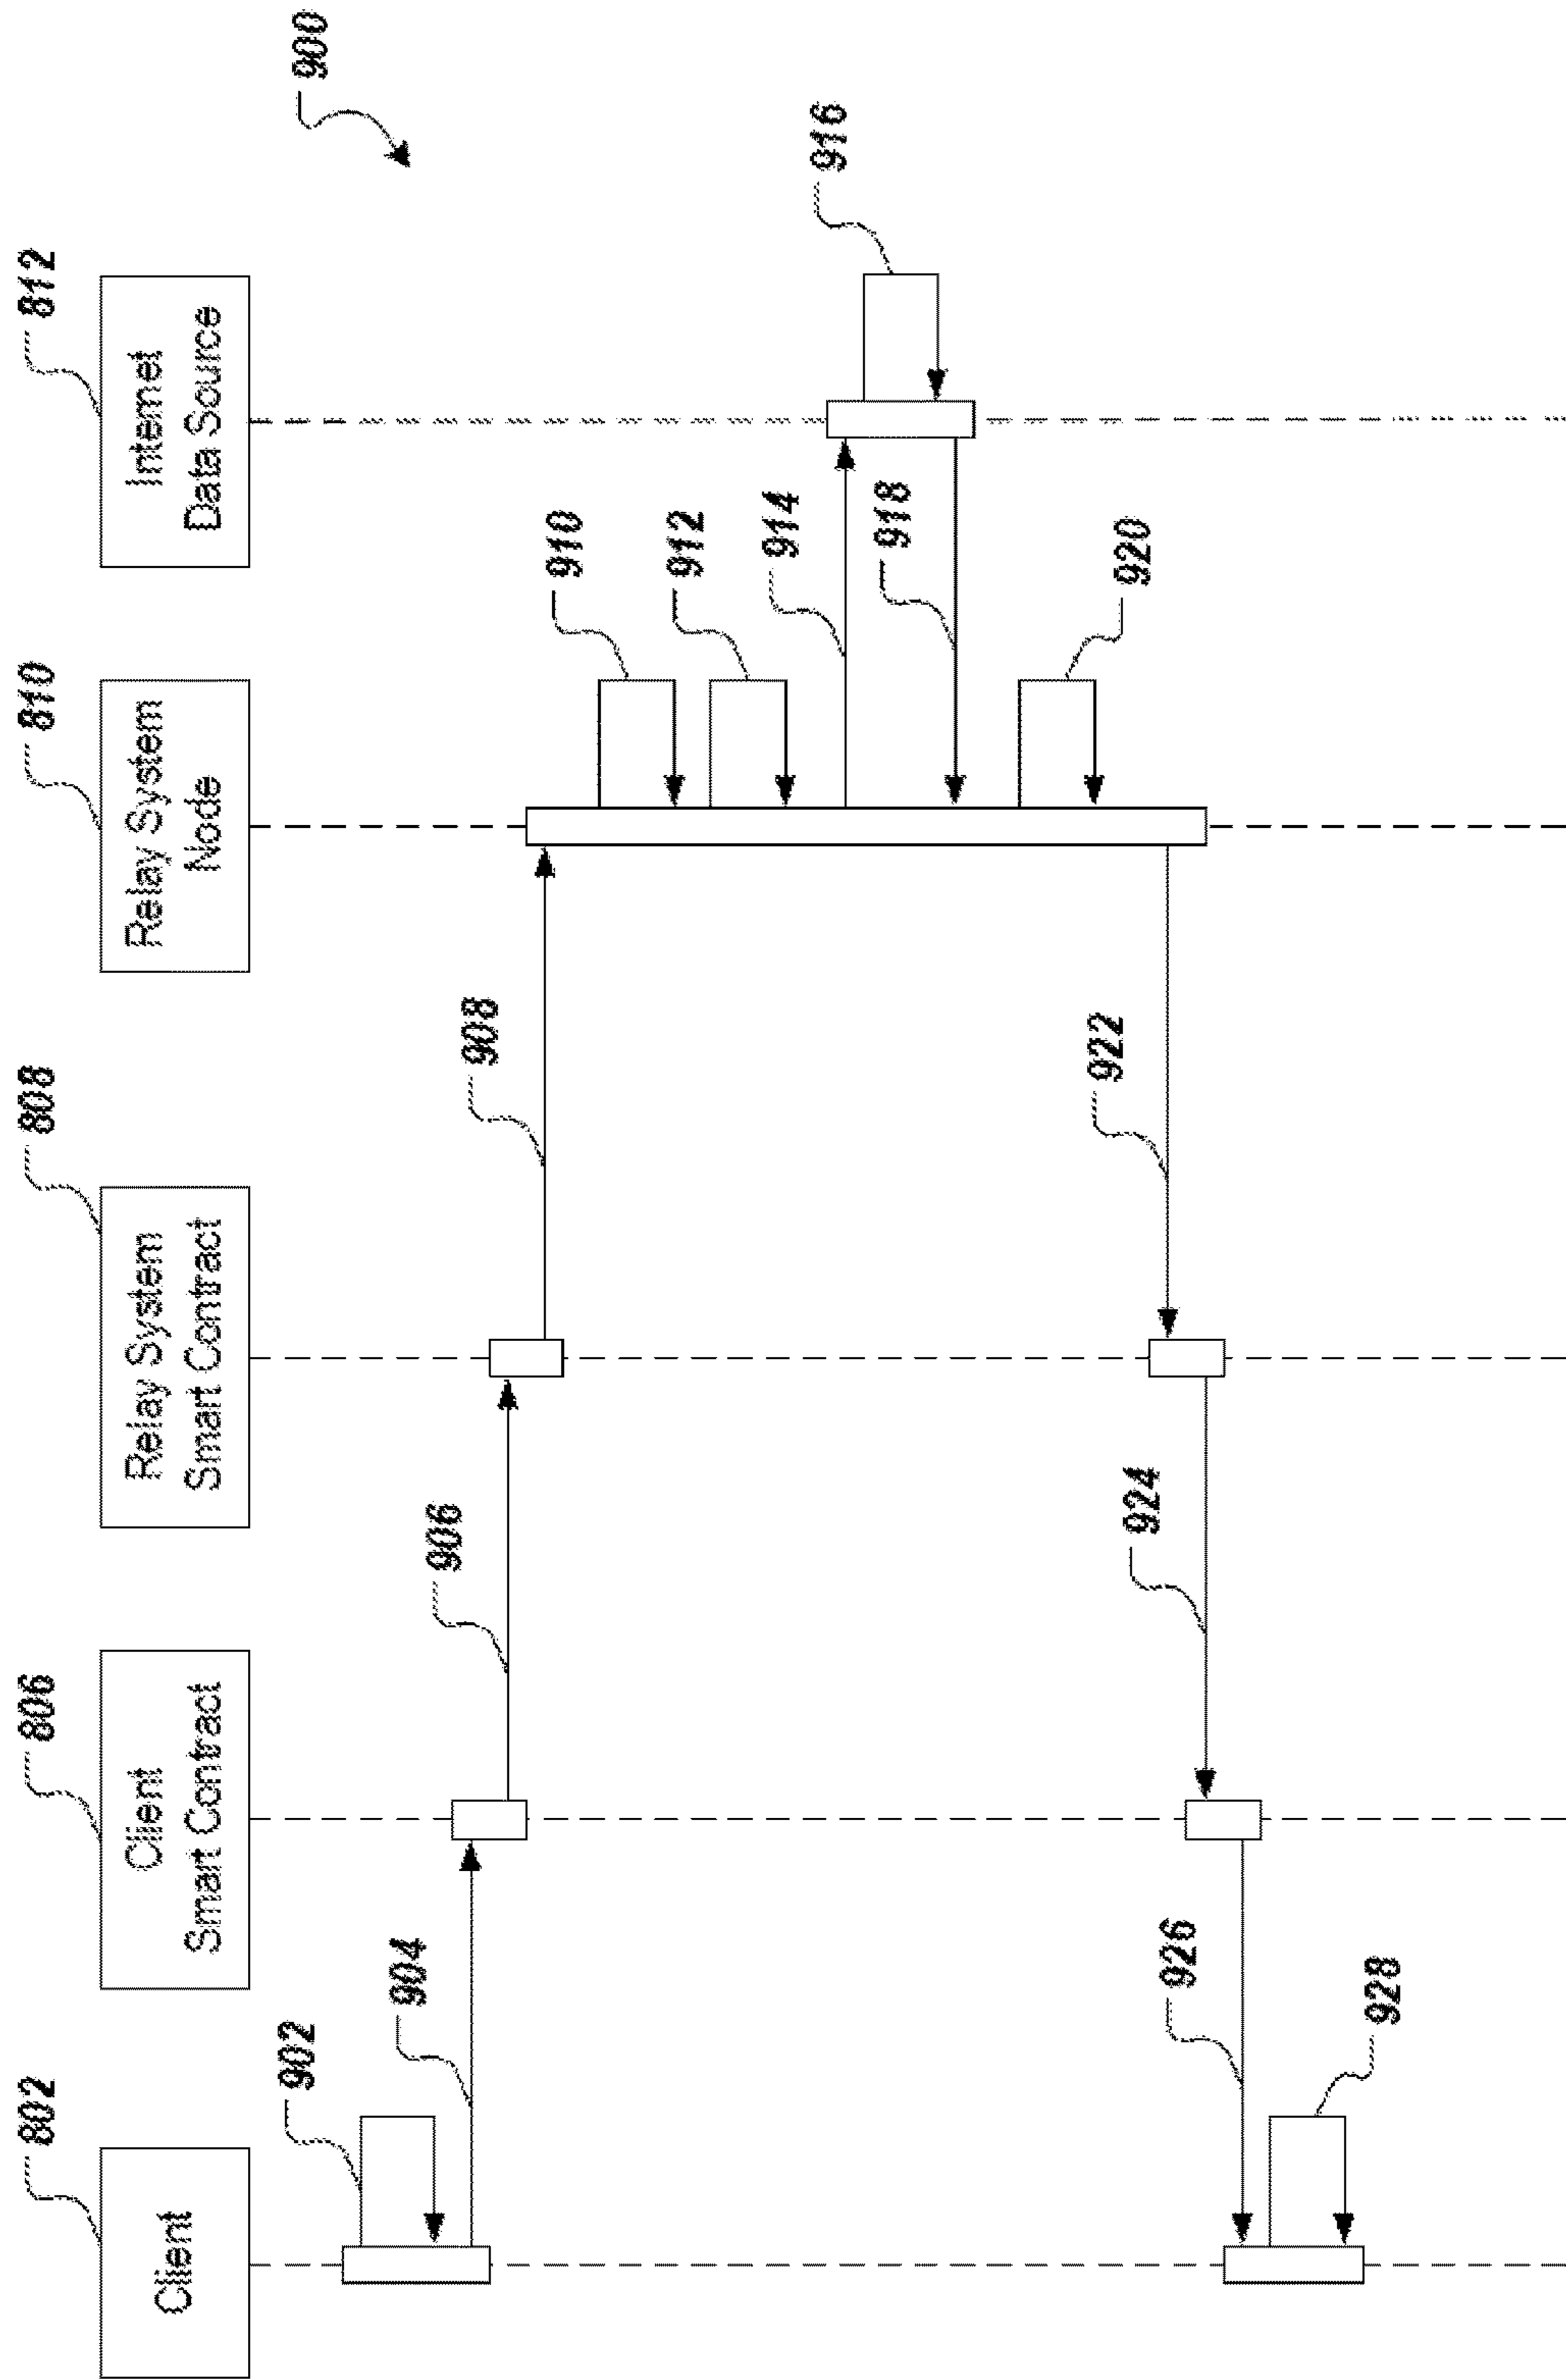 802
Client
806
Client
Smart Contract
808
Relay System
Smart Contract
810
Relay System
Node
812
Internet
Data Source
900
902
904
906
908
910
912
914
916
918
920
922
924
926
928